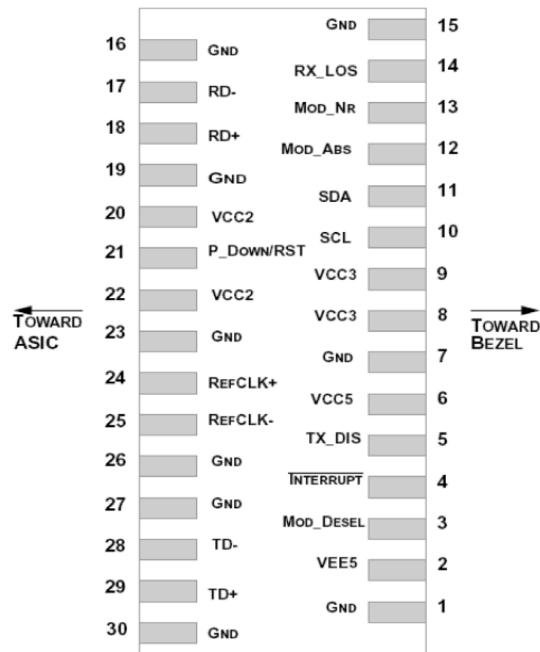 GND 15
16 GND
RX_LOS 14
17 RD-
MOD_NR 13
18 RD+
MOD_ABS 12
19 GND
SDA 11
20 VCC2
SCL 10
21 P_DOWN/RST
VCC3 9
22 VCC2
VCC3 8
TOWARD ASIC
TOWARD BEZEL
23 GND
GND 7
24 REFCLK+
VCC5 6
25 REFCLK-
TX_DIS 5
26 GND
INTERRUPT 4
27 GND
MOD_DESEL 3
28 TD-
VEE5 2
29 TD+
GND 1
30 GND